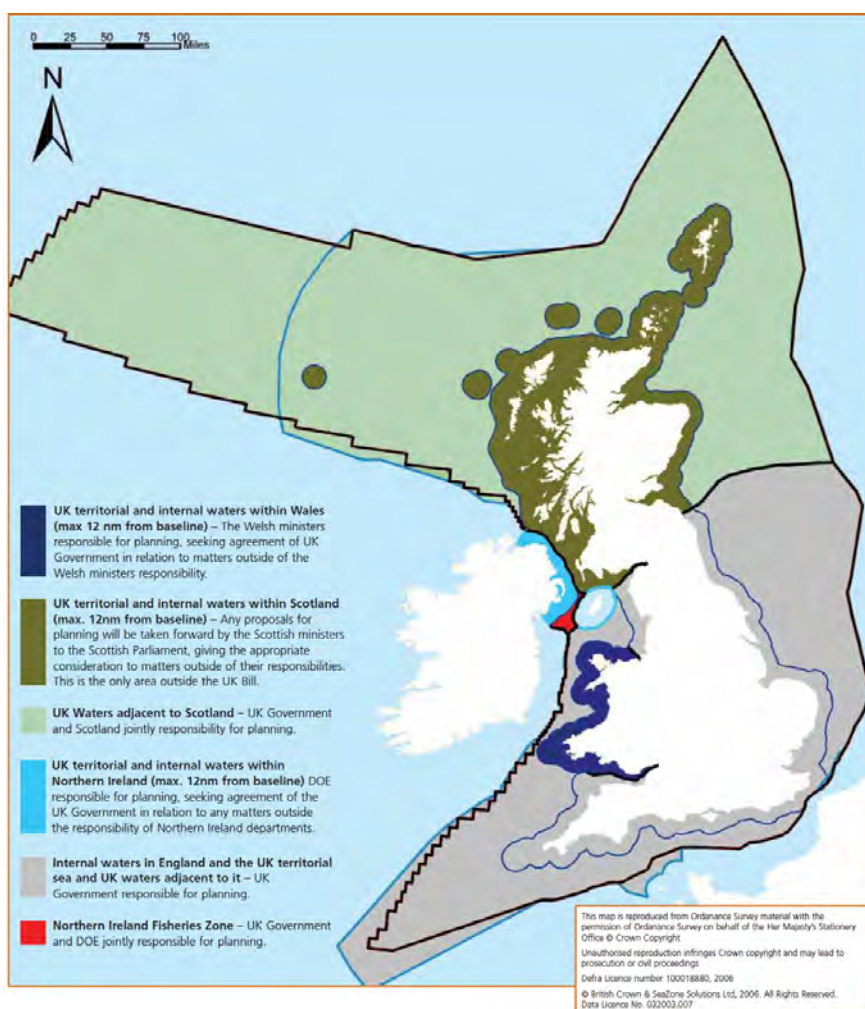 0 25 50 75 100
Miles
N
UK territorial and internal waters within Wales
(max 12 nm from baseline) – The Welsh ministers
responsible for planning, seeking agreement of UK
Government in relation to matters outside of the
Welsh ministers responsibility.
UK territorial and internal waters within Scotland
(max. 12nm from baseline) – Any proposals for
planning will be taken forward by the Scottish ministers
to the Scottish Parliament, giving the appropriate
consideration to matters outside of their responsibilities.
This is the only area outside the UK Bill.
UK Waters adjacent to Scotland – UK Government
and Scotland jointly responsibility for planning.
UK territorial and internal waters within
Northern Ireland (max. 12nm from baseline) DOE
responsible for planning, seeking agreement of the
UK Government in relation to any matters outside
the responsibility of Northern Ireland departments.
Internal waters in England and the UK territorial
sea and UK waters adjacent to it – UK
Government responsible for planning.
Northern Ireland Fisheries Zone – UK Government
and DOE jointly responsible for planning.
This map is reproduced from Ordanance Survey material with the
permission of Ordnance Survey on behalf of the Her Majasty's Stationery
Office © Crown Copyright
Unauthorised reproduction infringes Crown copyright and may lead to
prosecution or civil proceedings
Defra Licence number 100018880, 2006
© British Crown & SeaZone Solutions Ltd, 2006. All Rights Reserved.
Data Licence No. 032003.007